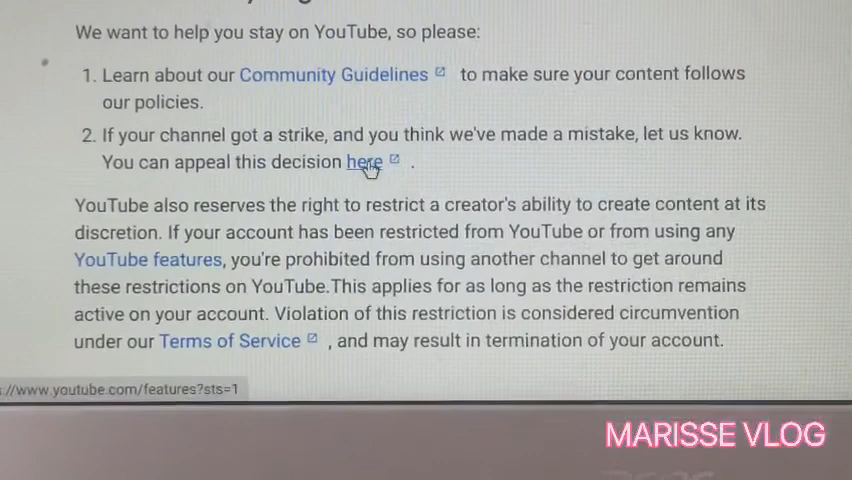 We want to help you stay on YouTube, so please:
1. Learn about our Community Guidelines to make sure your content follows
our policies.
2. If your channel got a strike, and you think we've made a mistake, let us know.
You can appeal this decision here .
YouTube also reserves the right to restrict a creator's ability to create content at its
discretion. If your account has been restricted from YouTube or from using any
YouTube features, you're prohibited from using another channel to get around
these restrictions on YouTube.This applies for as long as the restriction remains
active on your account. Violation of this restriction is considered circumvention
under our Terms of Service , and may result in termination of your account.
://www.youtube.com/features?sts=1
MARISSE VLOG